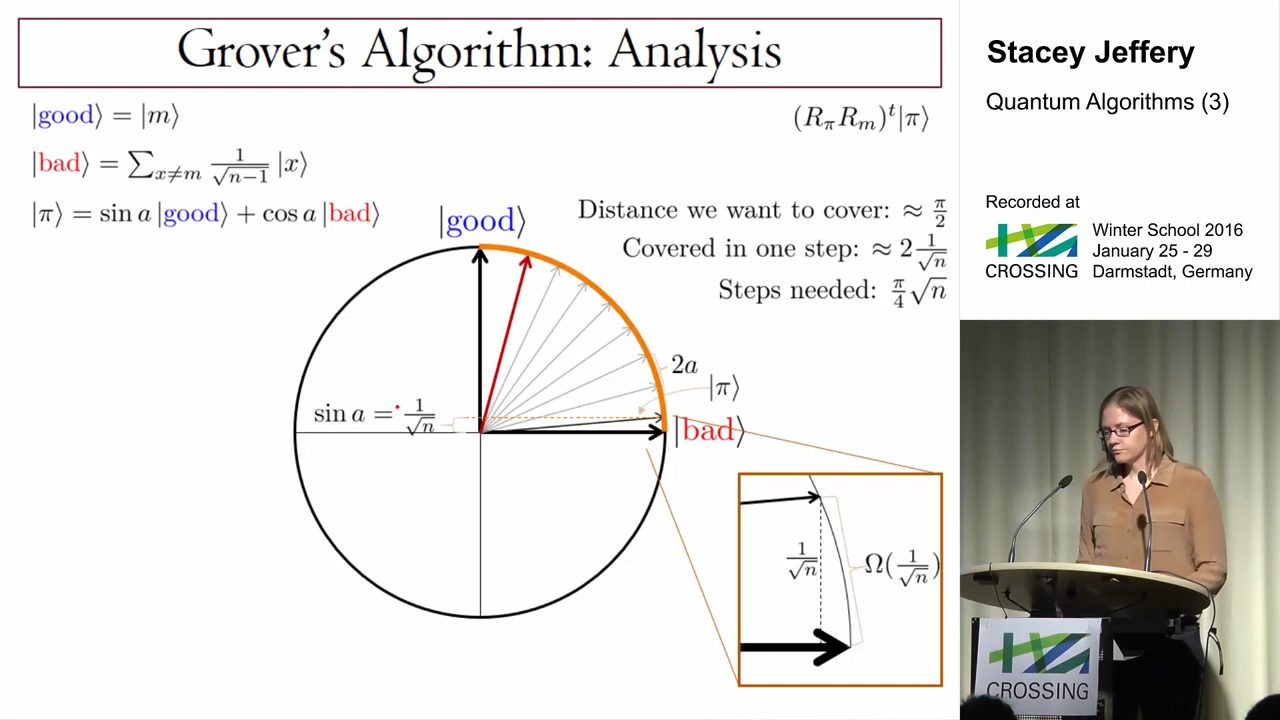 Grover's Algorithm: Analysis
|good⟩ = |m⟩
|bad⟩ = ∑_{x≠m} 1/√(n−1) |x⟩
|π⟩ = sin a |good⟩ + cos a |bad⟩
(R_π R_m)^t |π⟩
Distance we want to cover: ≈ π/2
Covered in one step: ≈ 2 1/√n
Steps needed: π/4 √n
|good⟩
2a
|π⟩
sin a = 1/√n
|bad⟩
1/√n
Ω(1/√n)
Stacey Jeffery
Quantum Algorithms (3)
Recorded at
CROSSING
Winter School 2016
January 25 - 29
Darmstadt, Germany
CROSSING